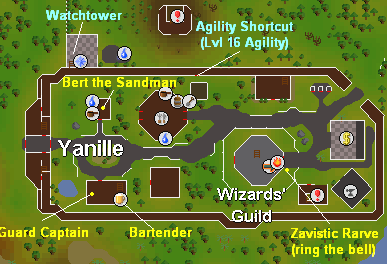 Watchtower
Agility Shortcut
(Lvl 16 Agility)
Bert the Sandman
Yanille
Wizards'
Guild
Guard Captain
Bartender
Zavistic Rarve
(ring the bell)